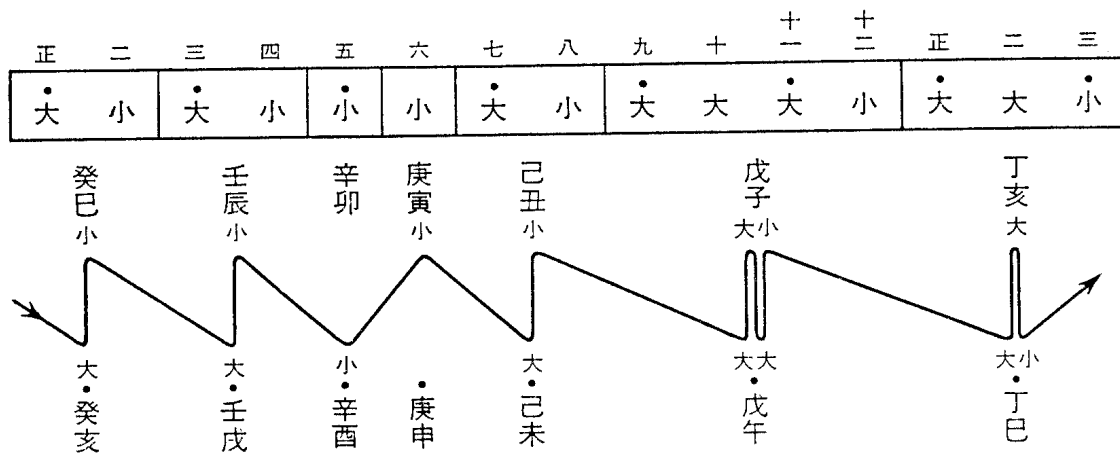 正 二 三 四 五 六 七 八 九 十 十一 十二 正 二 三
大 小 大 小 小 小 大 小 大 大 大 小 大 大 小
癸巳 壬辰 辛卯 庚寅 己丑 戊子 丁亥
小 小 小 小 大小 大
大 大 小 大 大大 大小
癸亥 壬戌 辛酉 庚申 己未 戊午 丁巳